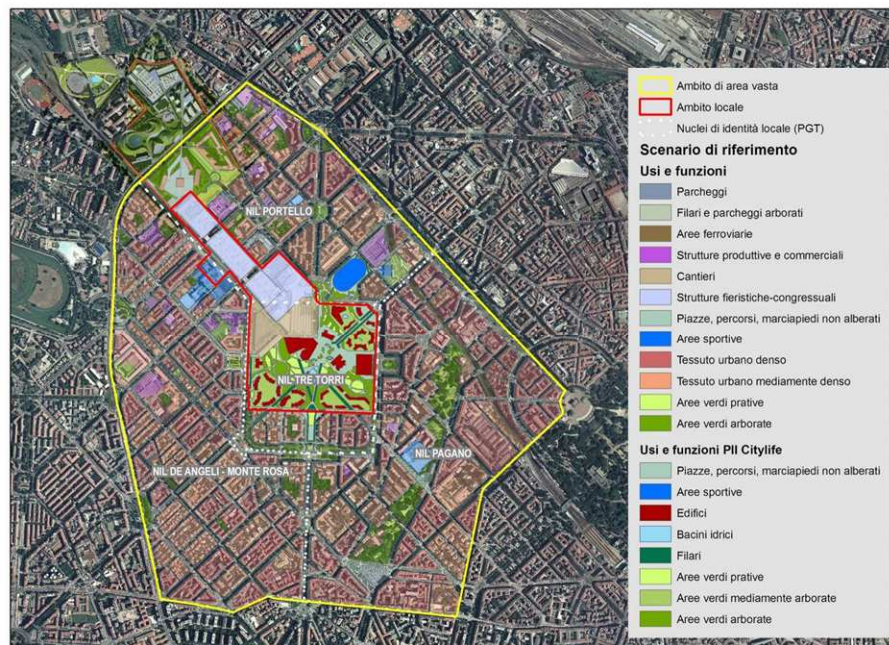 NIL PORTELLO
NIL TRE TORRI
NIL PAGANO
NIL DE ANGELI - MONTE ROSA
Ambito di area vasta
Ambito locale
Nuclei di identità locale (PGT)
Scenario di riferimento
Usi e funzioni
Parcheggi
Filari e parcheggi arborati
Aree ferroviarie
Strutture produttive e commerciali
Cantieri
Strutture fieristiche-congressuali
Piazze, percorsi, marciapiedi non alberati
Aree sportive
Tessuto urbano denso
Tessuto urbano mediamente denso
Aree verdi prative
Aree verdi arborate
Usi e funzioni PII Citylife
Piazze, percorsi, marciapiedi non alberati
Aree sportive
Edifici
Bacini idrici
Filari
Aree verdi prative
Aree verdi mediamente arborate
Aree verdi arborate